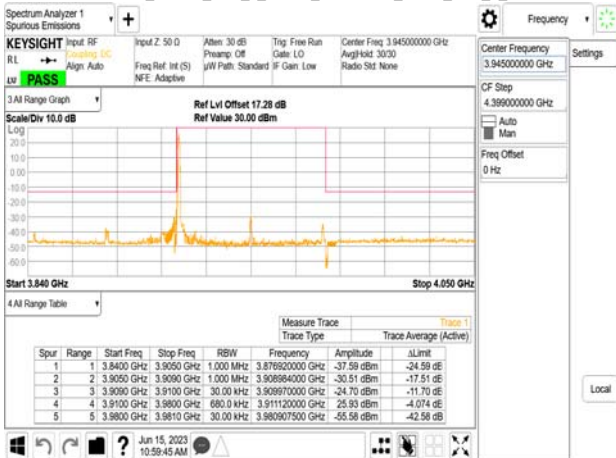 Spectrum Analyzer 1
Spurious Emissions
+
Frequency
KEYSIGHT
RL
LV PASS
Input: RF
Coupling: DC
Align: Auto
Input Z: 50 Ω
Freq Ref: Int (S)
NFE: Adaptive
Atten: 30 dB
Preamp: Off
µW Path: Standard
Trig: Free Run
Gate: LO
IF Gain: Low
Center Freq: 3.945000000 GHz
Avg|Hold: 30/30
Radio Std: None
Center Frequency
3.945000000 GHz
Settings
CF Step
4.399000000 GHz
Auto
Man
Freq Offset
0 Hz
Local
3 All Range Graph
Scale/Div 10.0 dB
Ref Lvl Offset 17.28 dB
Ref Value 30.00 dBm
Log
20.0
10.0
0.00
-10.0
-20.0
-30.0
-40.0
-50.0
-60.0
Start 3.840 GHz
Stop 4.050 GHz
4 All Range Table
Measure Trace Trace 1
Trace Type Trace Average (Active)
Spur Range Start Freq Stop Freq RBW Frequency Amplitude ΔLimit
1 1 3.8400 GHz 3.9050 GHz 1.000 MHz 3.876920000 GHz -37.59 dBm -24.59 dB
2 2 3.9050 GHz 3.9090 GHz 1.000 MHz 3.908984000 GHz -30.51 dBm -17.51 dB
3 3 3.9090 GHz 3.9100 GHz 30.00 kHz 3.909970000 GHz -24.70 dBm -11.70 dB
4 4 3.9100 GHz 3.9800 GHz 680.0 kHz 3.911120000 GHz 25.93 dBm -4.074 dB
5 5 3.9800 GHz 3.9810 GHz 30.00 kHz 3.980907500 GHz -55.58 dBm -42.58 dB
?
Jun 15, 2023
10:59:45 AM